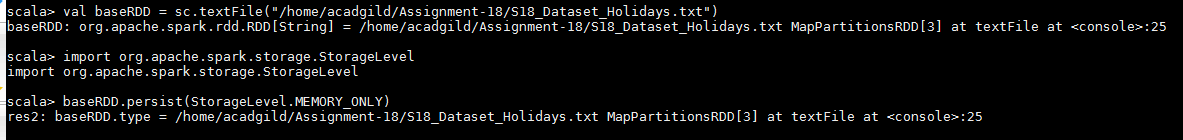 scala> val baseRDD = sc.textFile("/home/acadgild/Assignment-18/S18_Dataset_Holidays.txt")
baseRDD: org.apache.spark.rdd.RDD[String] = /home/acadgild/Assignment-18/S18_Dataset_Holidays.txt MapPartitionsRDD[3] at textFile at <console>:25
scala> import org.apache.spark.storage.StorageLevel
import org.apache.spark.storage.StorageLevel
scala> baseRDD.persist(StorageLevel.MEMORY_ONLY)
res2: baseRDD.type = /home/acadgild/Assignment-18/S18_Dataset_Holidays.txt MapPartitionsRDD[3] at textFile at <console>:25